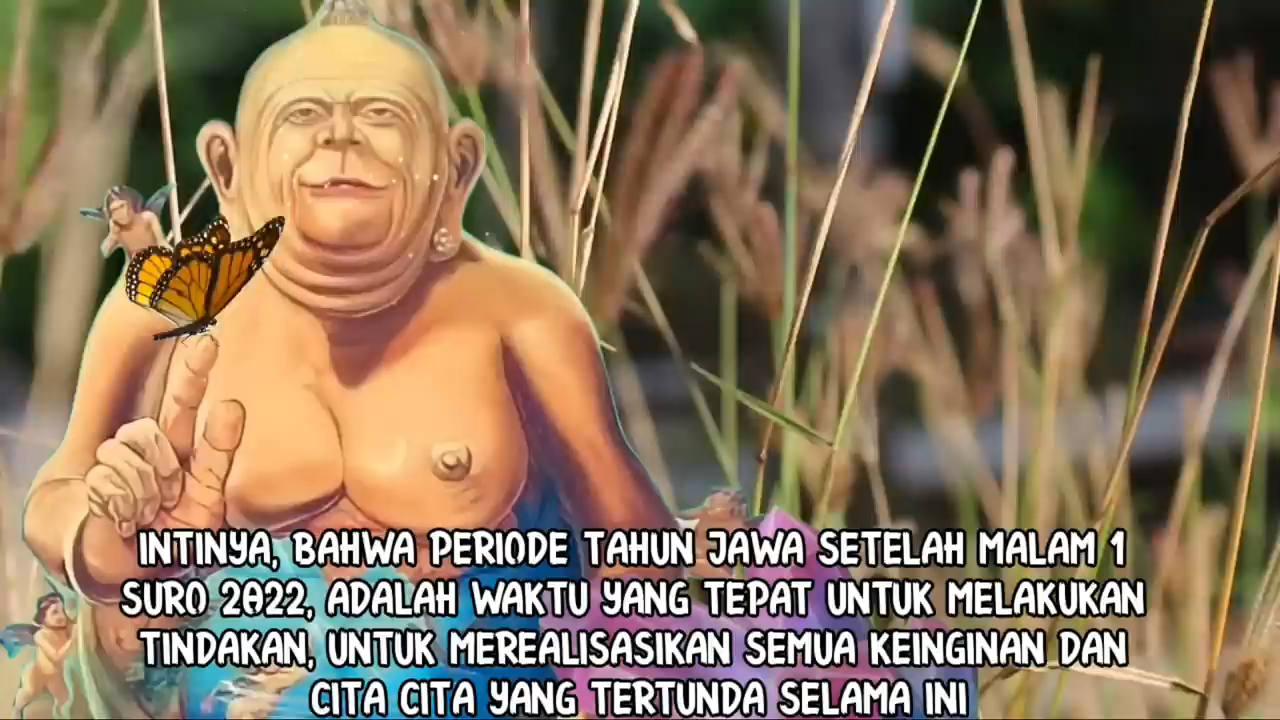 INTINYA, BAHWA PERIODE TAHUN JAWA SETELAH MALAM 1
SURO 2022, ADALAH WAKTU YANG TEPAT UNTUK MELAKUKAN
TINDAKAN, UNTUK MEREALISASIKAN SEMUA KEINGINAN DAN
CITA CITA YANG TERTUNDA SELAMA INI